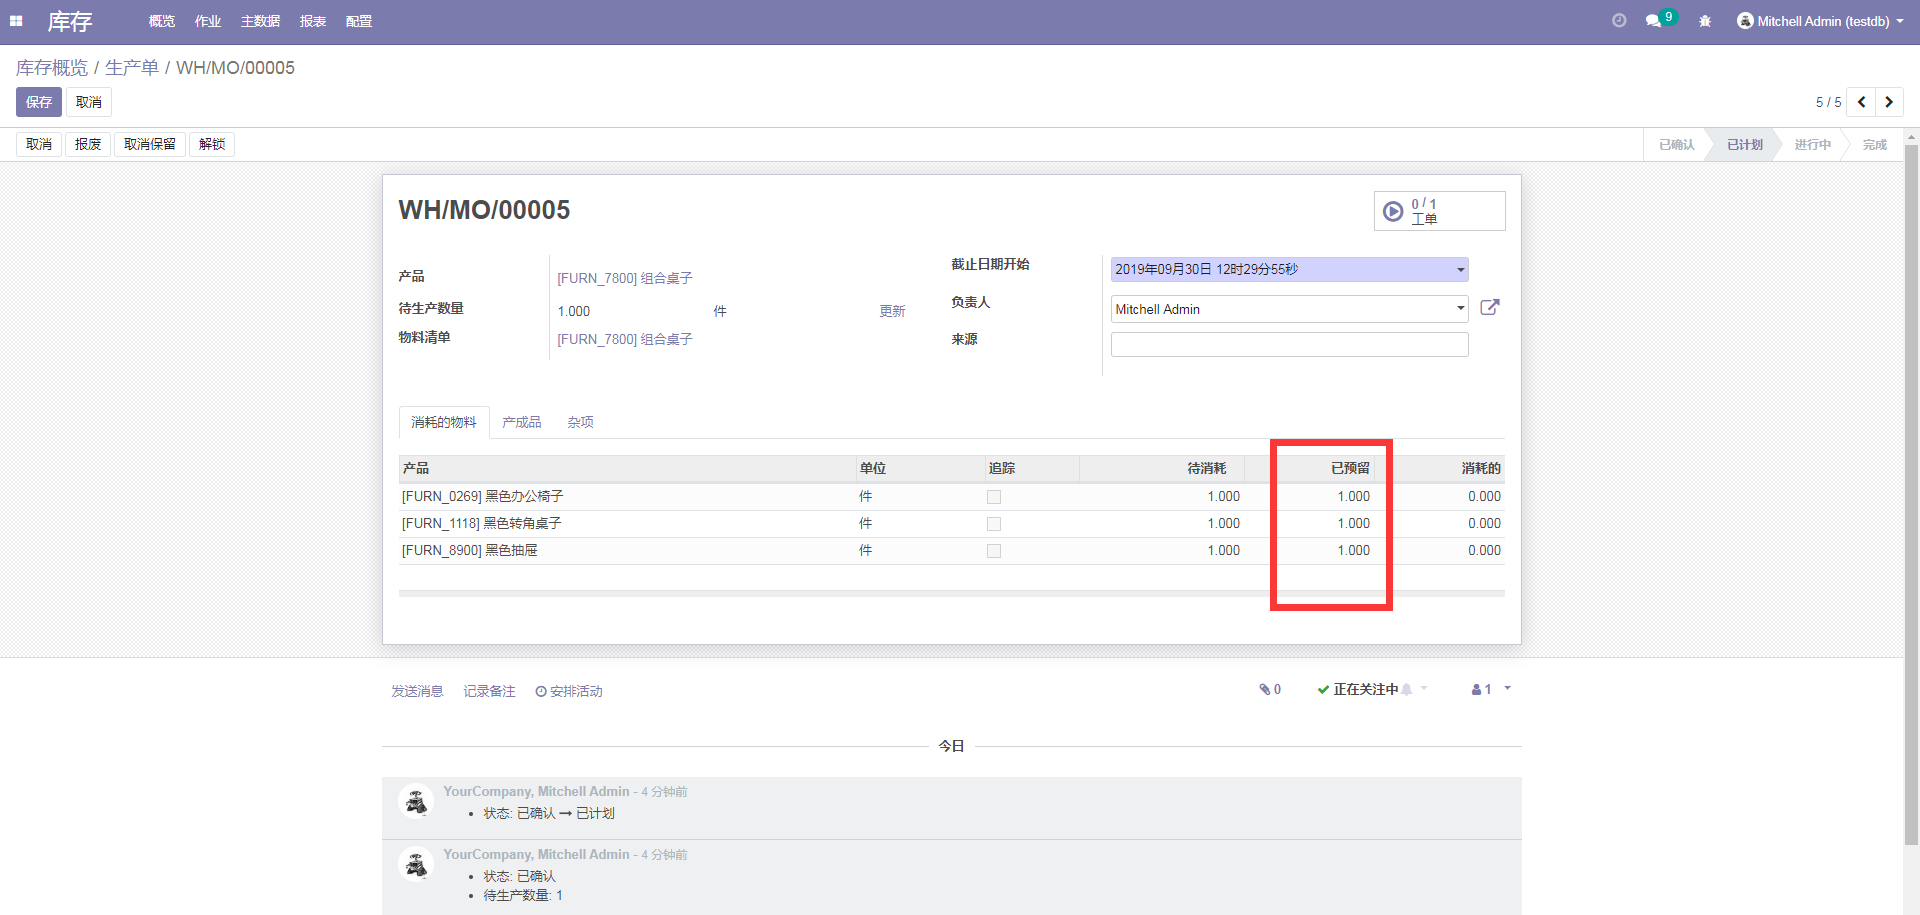 库存 概览 作业 主数据 报表 配置 9 Mitchell Admin (testdb)
库存概览 / 生产单 / WH/MO/00005
保存 取消 5 / 5
取消 报废 取消保留 解锁 已确认 已计划 进行中 完成
WH/MO/00005
0 / 1
工单
产品 [FURN_7800] 组合桌子
待生产数量 1.000 件 更新
物料清单 [FURN_7800] 组合桌子
截止日期开始 2019年09月30日 12时29分55秒
负责人 Mitchell Admin
来源
消耗的物料 产成品 杂项
产品 单位 追踪 待消耗 已预留 消耗的
[FURN_0269] 黑色办公椅子 件 1.000 1.000 0.000
[FURN_1118] 黑色转角桌子 件 1.000 1.000 0.000
[FURN_8900] 黑色抽屉 件 1.000 1.000 0.000
发送消息 记录备注 安排活动 0 正在关注中 1
今日
YourCompany, Mitchell Admin - 4 分钟前
• 状态: 已确认 → 已计划
YourCompany, Mitchell Admin - 4 分钟前
• 状态: 已确认
• 待生产数量: 1